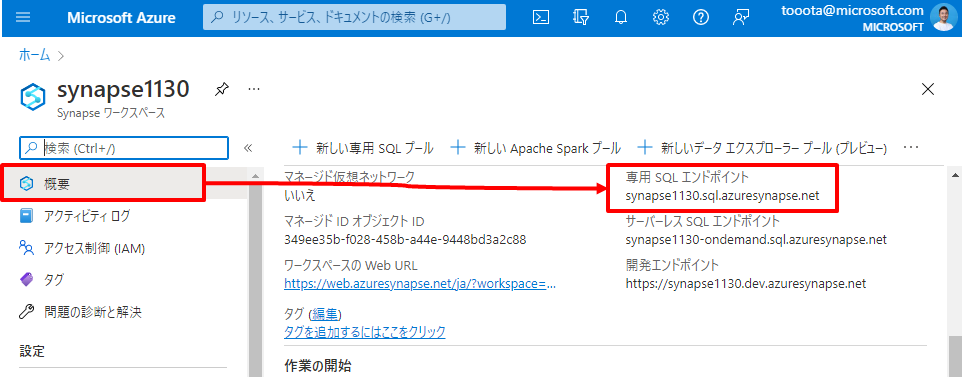 Microsoft Azure
リソース、サービス、ドキュメントの検索 (G+/)
tooota@microsoft.com
MICROSOFT
ホーム
synapse1130
Synapse ワークスペース
検索 (Ctrl+/)
概要
アクティビティ ログ
アクセス制御 (IAM)
タグ
問題の診断と解決
設定
新しい専用 SQL プール
新しい Apache Spark プール
新しいデータ エクスプローラー プール (プレビュー)
マネージド仮想ネットワーク
いいえ
マネージド ID オブジェクト ID
349ee35b-f028-458b-a44e-9448bd3a2c88
ワークスペースの Web URL
https://web.azuresynapse.net/ja/?workspace=...
専用 SQL エンドポイント
synapse1130.sql.azuresynapse.net
サーバーレス SQL エンドポイント
synapse1130-ondemand.sql.azuresynapse.net
開発エンドポイント
https://synapse1130.dev.azuresynapse.net
タグ (編集)
タグを追加するにはここをクリック
作業の開始